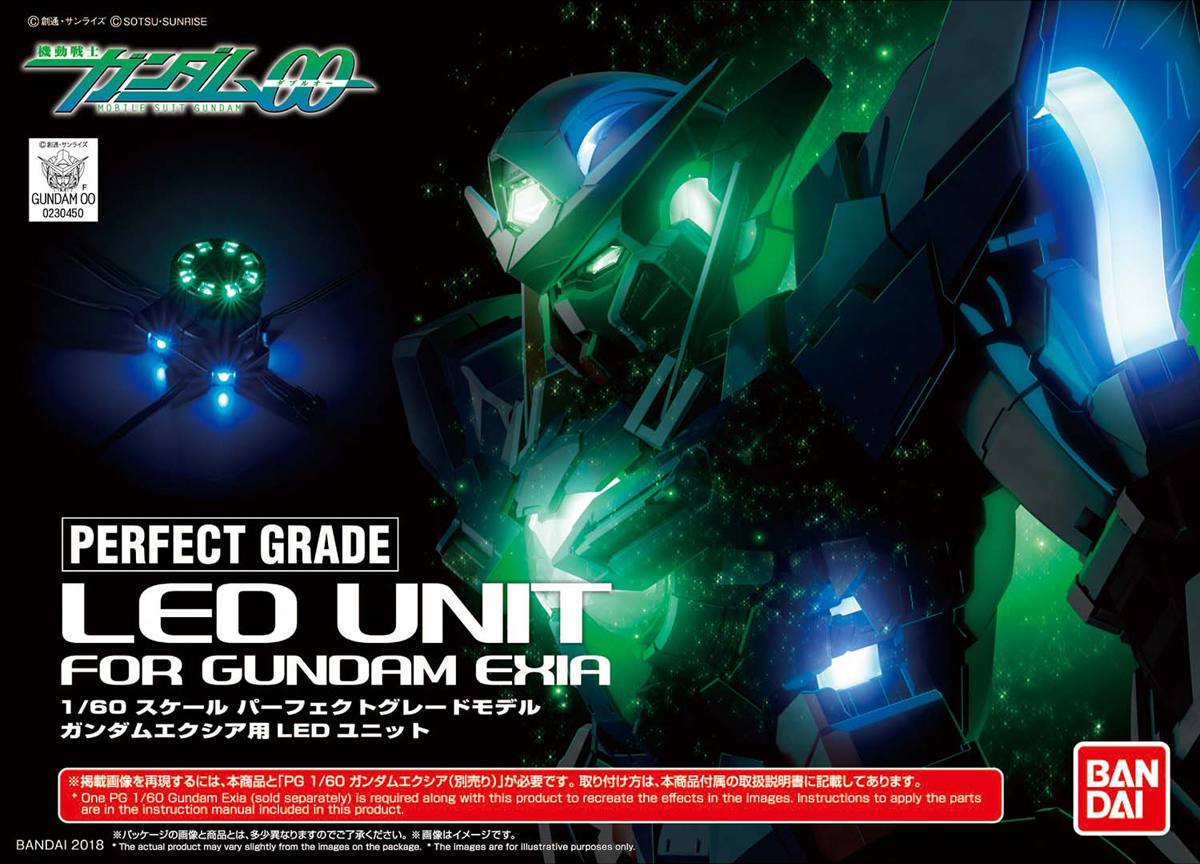 ©創通・サンライズ ©SOTSU・SUNRISE
機動戦士
ガンダム00
ダブルオー
MOBILE SUIT GUNDAM
©創通・サンライズ
F
GUNDAM 00
0230450
PERFECT GRADE
LED UNIT
FOR GUNDAM EXIA
1/60 スケール パーフェクトグレードモデル
ガンダムエクシア用 LED ユニット
※掲載画像を再現するには、本商品と「PG 1/60 ガンダムエクシア(別売り)」が必要です。取り付け方は、本商品付属の取扱説明書に記載してあります。
* One PG 1/60 Gundam Exia (sold separately) is required along with this product to recreate the effects in the images. Instructions to apply the parts
are in the instruction manual included in this product.
BAN
DAI
※パッケージの画像と商品とは、多少異なりますのでご了承ください。※画像はイメージです。
BANDAI 2018 * The actual product may vary slightly from the images on the package. * The images are for illustrative purposes only.